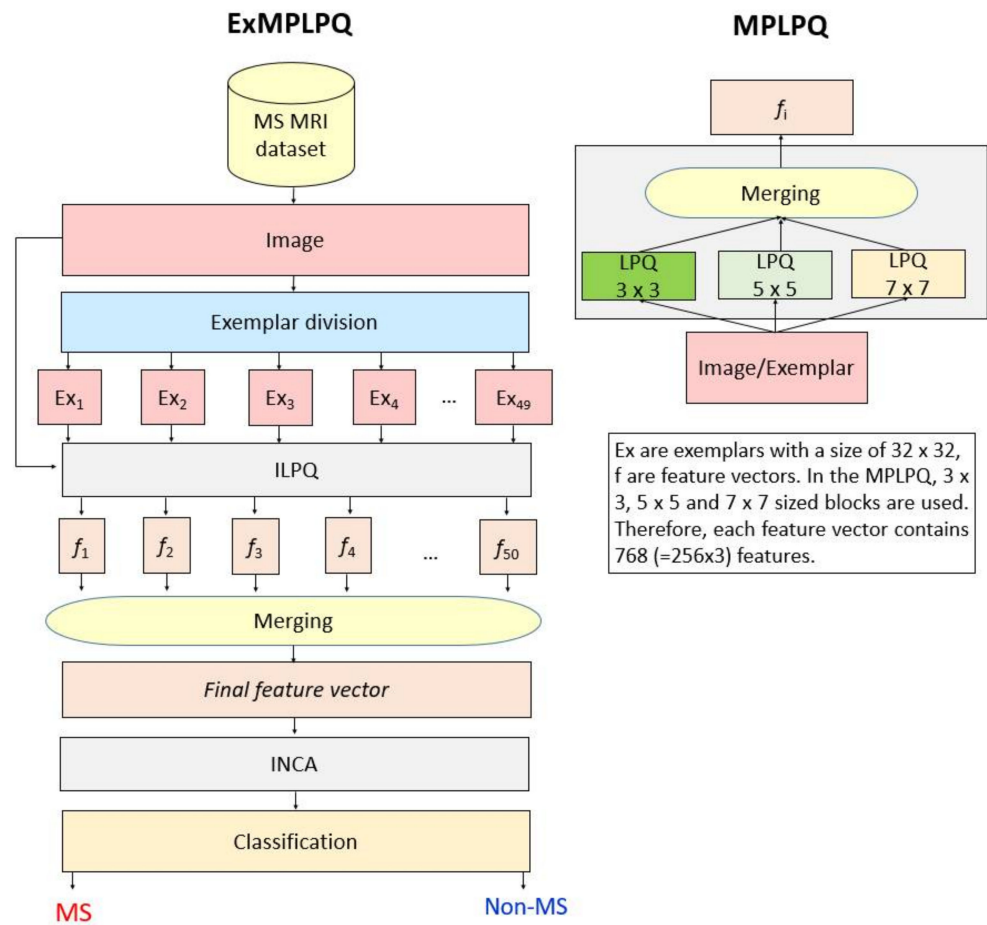 ExMPLPQ
MS MRI
dataset
Image
Exemplar division
Ex1 Ex2 Ex3 Ex4 ... Ex49
ILPQ
f1 f2 f3 f4 ... f50
Merging
Final feature vector
INCA
Classification
MS
Non-MS
MPLPQ
fi
Merging
LPQ
3 x 3
LPQ
5 x 5
LPQ
7 x 7
Image/Exemplar
Ex are exemplars with a size of 32 x 32,
f are feature vectors. In the MPLPQ, 3 x
3, 5 x 5 and 7 x 7 sized blocks are used.
Therefore, each feature vector contains
768 (=256x3) features.